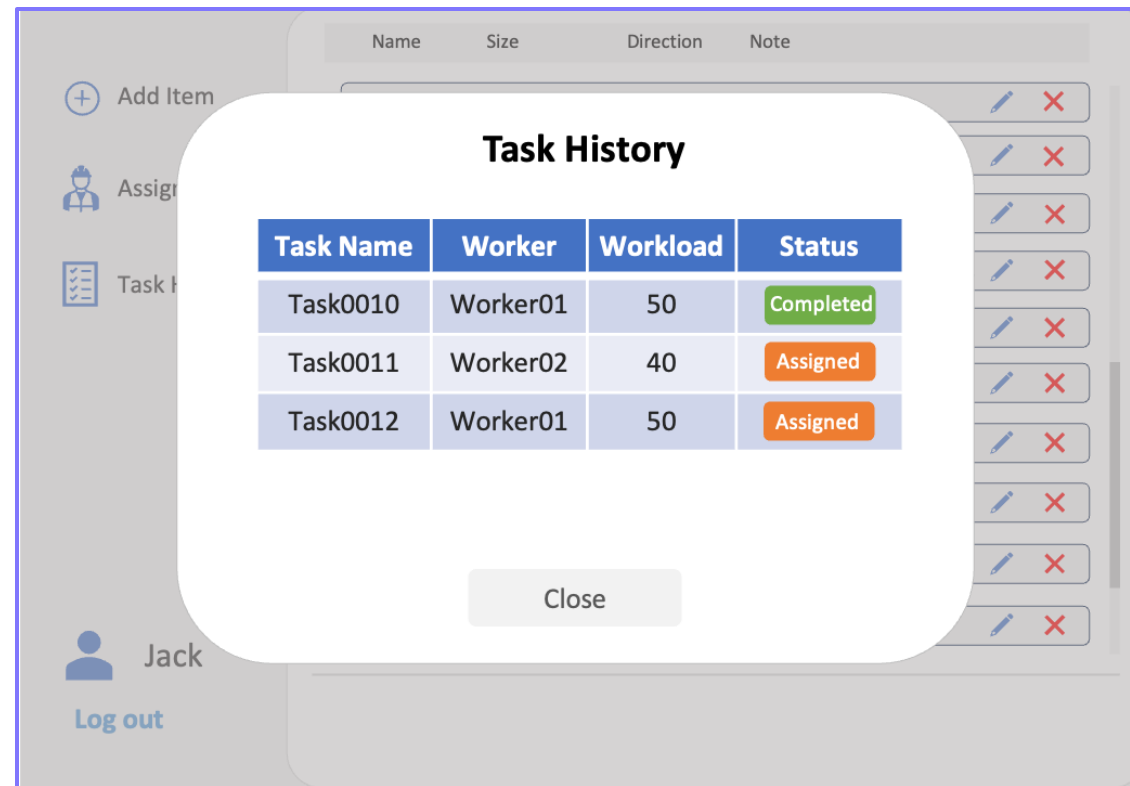 Name Size Direction Note
Add Item
Task History
Assign
Task Name Worker Workload Status
Task0010 Worker01 50 Completed
Task0011 Worker02 40 Assigned
Task0012 Worker01 50 Assigned
Task H
Close
Jack
Log out